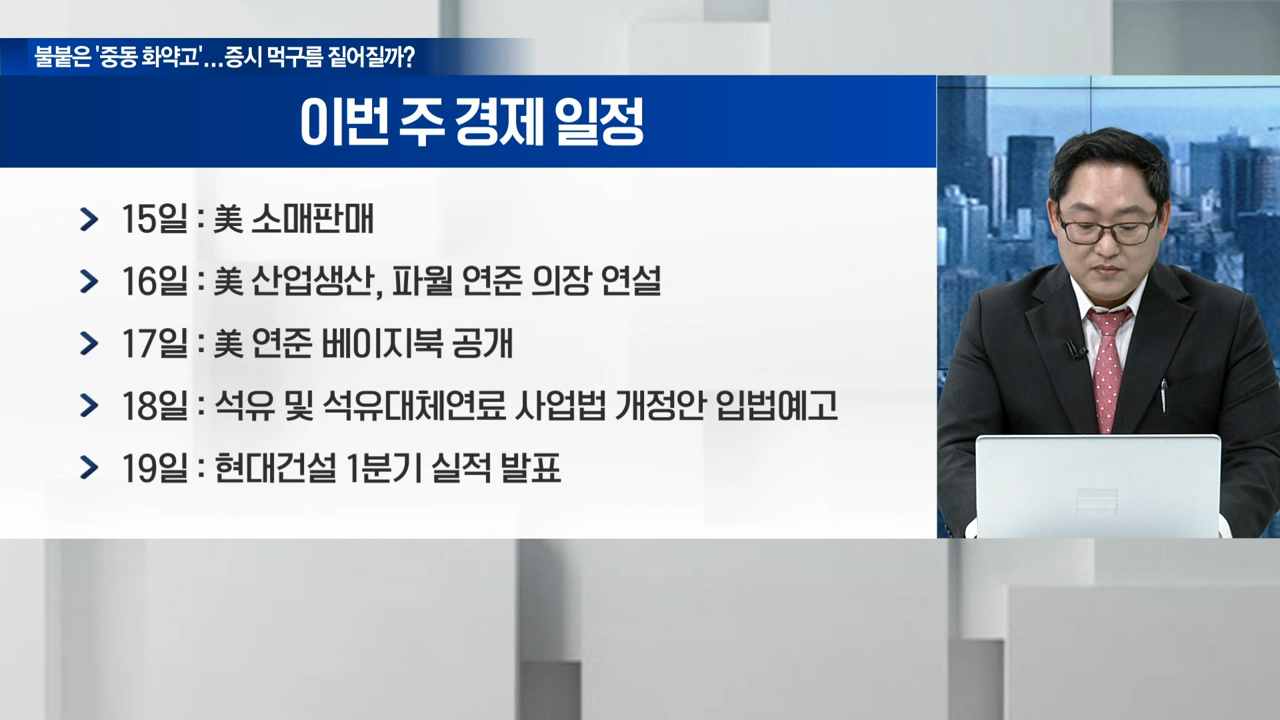 불붙은 '중동 화약고'...증시 먹구름 짙어질까?
이번 주 경제 일정
> 15일 : 美 소매판매
> 16일 : 美 산업생산, 파월 연준 의장 연설
> 17일 : 美 연준 베이지북 공개
> 18일 : 석유 및 석유대체연료 사업법 개정안 입법예고
> 19일 : 현대건설 1분기 실적 발표